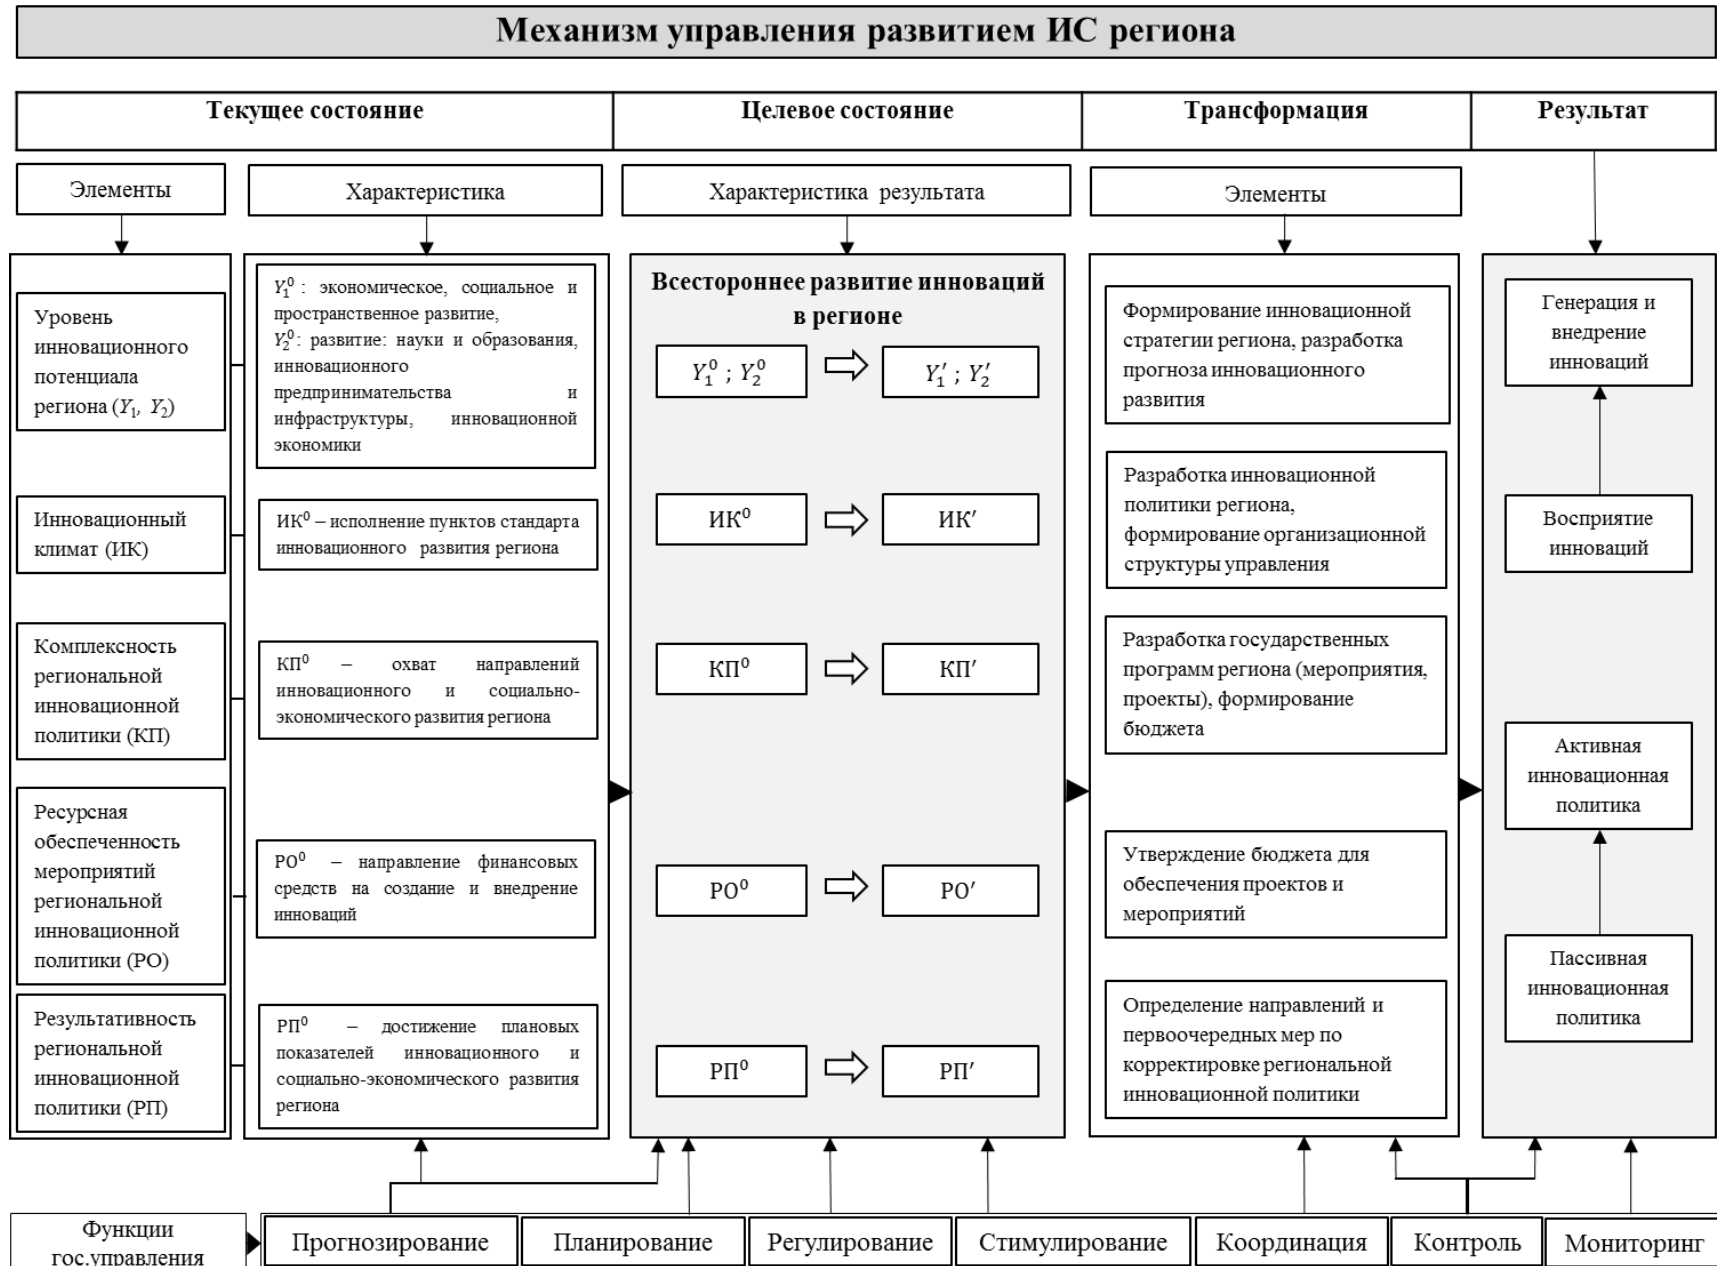 Механизм управления развитием ИС региона
Текущее состояние
Целевое состояние
Трансформация
Результат
Элементы
Характеристика
Характеристика результата
Элементы
Уровень
инновационного
потенциала
региона (Y₁, Y₂)
Инновационный
климат (ИК)
Комплексность
региональной
инновационной
политики (КП)
Ресурсная
обеспеченность
мероприятий
региональной
инновационной
политики (РО)
Результативность
региональной
инновационной
политики (РП)
Y₁⁰ : экономическое, социальное и
пространственное развитие,
Y₂⁰: развитие: науки и образования,
инновационного
предпринимательства и
инфраструктуры, инновационной
экономики
ИК⁰ – исполнение пунктов стандарта
инновационного развития региона
КП⁰ – охват направлений
инновационного и социально-
экономического развития региона
РО⁰ – направление финансовых
средств на создание и внедрение
инноваций
РП⁰ – достижение плановых
показателей инновационного и
социально-экономического развития
региона
Всестороннее развитие инноваций
в регионе
Y₁⁰ ; Y₂⁰
Y₁′ ; Y₂′
ИК⁰
ИК′
КП⁰
КП′
РО⁰
РО′
РП⁰
РП′
Формирование инновационной
стратегии региона, разработка
прогноза инновационного
развития
Разработка инновационной
политики региона,
формирование организационной
структуры управления
Разработка государственных
программ региона (мероприятия,
проекты), формирование
бюджета
Утверждение бюджета для
обеспечения проектов и
мероприятий
Определение направлений и
первоочередных мер по
корректировке региональной
инновационной политики
Генерация и
внедрение
инноваций
Восприятие
инноваций
Активная
инновационная
политика
Пассивная
инновационная
политика
Функции
гос.управления
Прогнозирование
Планирование
Регулирование
Стимулирование
Координация
Контроль
Мониторинг